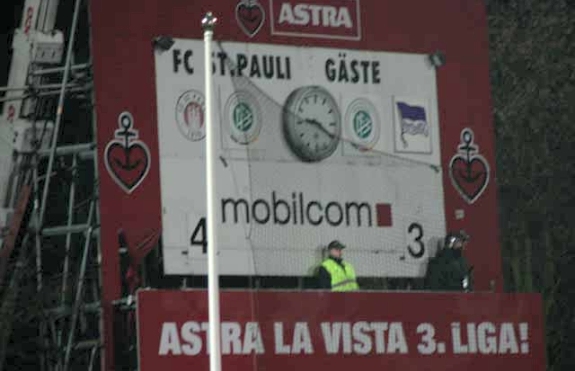 ASTRA
FC ST.PAULI GÄSTE
mobilcom
4 3
ASTRA LA VISTA 3. LIGA!